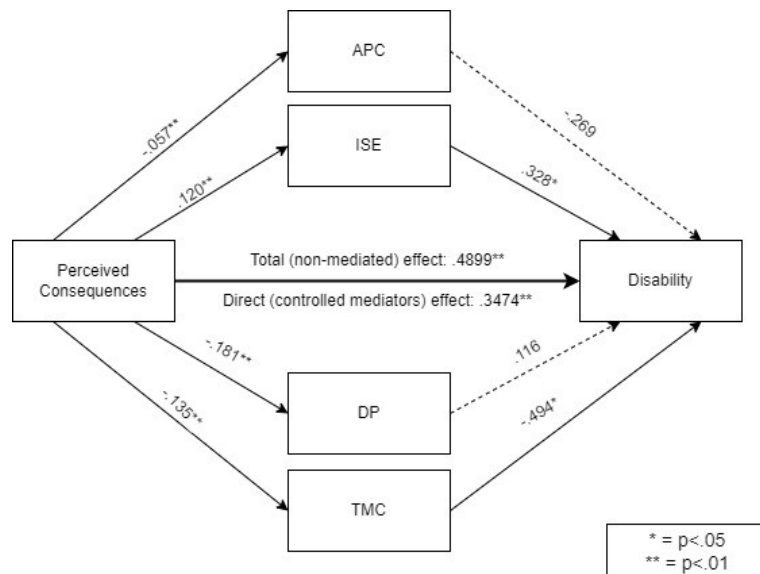 APC
-.057**
-.269
ISE
.120**
.328*
Perceived
Consequences
Total (non-mediated) effect: .4899**
Direct (controlled mediators) effect: .3474**
Disability
-.181**
.116
DP
-.135**
-.494*
TMC
* = p<.05
** = p<.01